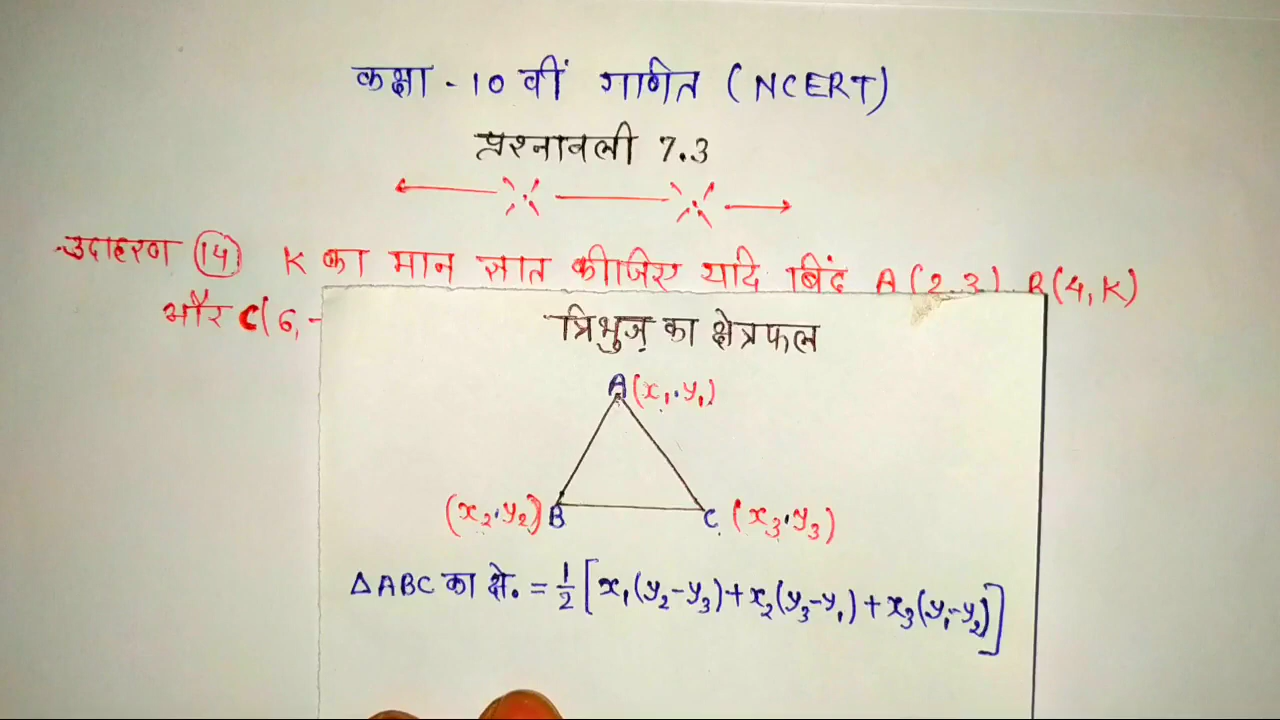 कक्षा - 10 वीं गणित (NCERT)
प्रश्नावली 7.3
उदाहरण 14 K का मान ज्ञात कीजिए यदि बिंदु A(2,3) B(4,K)
और C(6,-
त्रिभुज का क्षेत्रफल
A(x₁,y₁)
(x₂,y₂) B C (x₃,y₃)
△ABC का क्षे. = 1/2 [x₁(y₂-y₃)+x₂(y₃-y₁)+x₃(y₁-y₂)]